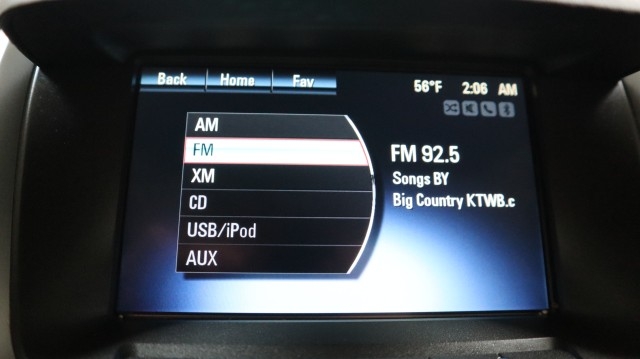 Back Home Fav 56°F 2:06 AM
AM
FM
XM
CD
USB/iPod
AUX
FM 92.5
Songs BY
Big Country KTWB.c